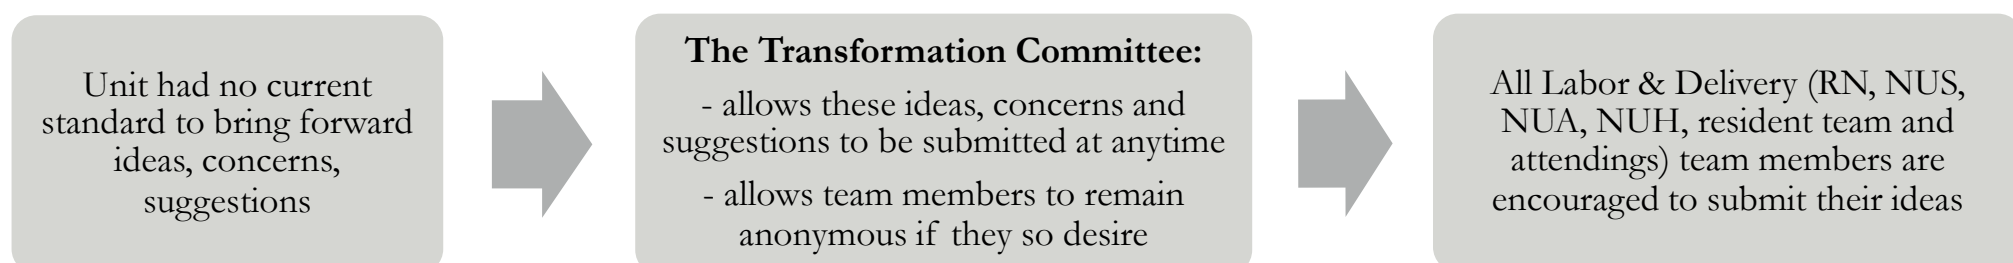 Unit had no current
standard to bring forward
ideas, concerns,
suggestions
The Transformation Committee:
- allows these ideas, concerns and
suggestions to be submitted at anytime
- allows team members to remain
anonymous if they so desire
All Labor & Delivery (RN, NUS,
NUA, NUH, resident team and
attendings) team members are
encouraged to submit their ideas